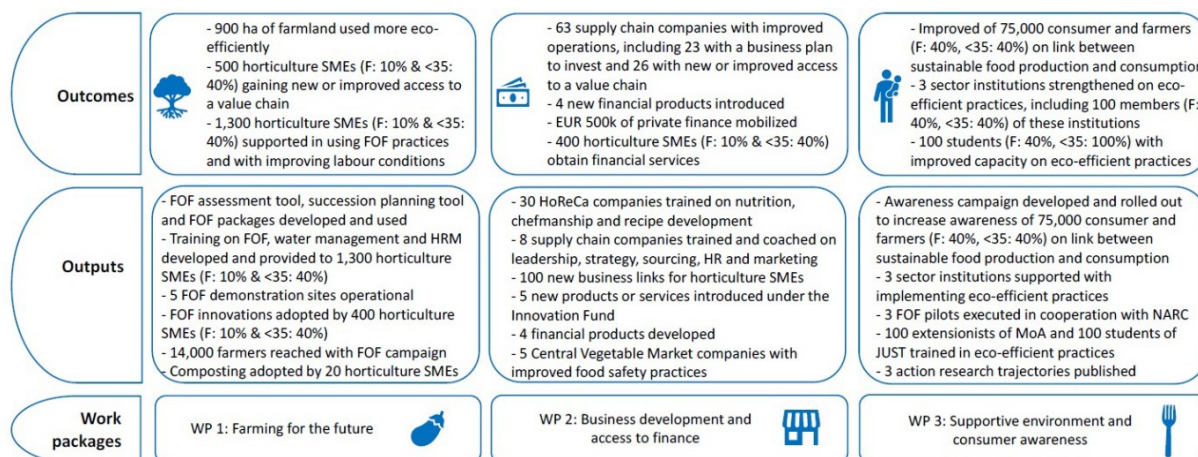 Outcomes
- 900 ha of farmland used more eco-
efficiently
- 500 horticulture SMEs (F: 10% & <35:
40%) gaining new or improved access to
a value chain
- 1,300 horticulture SMEs (F: 10% & <35:
40%) supported in using FOF practices
and with improving labour conditions
- 63 supply chain companies with improved
operations, including 23 with a business plan
to invest and 26 with new or improved access
to a value chain
- 4 new financial products introduced
- EUR 500k of private finance mobilized
- 400 horticulture SMEs (F: 10% & <35: 40%)
obtain financial services
- Improved of 75,000 consumer and farmers
(F: 40%, <35: 40%) on link between
sustainable food production and consumption
- 3 sector institutions strengthened on eco-
efficient practices, including 100 members (F:
40%, <35: 40%) of these institutions
- 100 students (F: 40%, <35: 100%) with
improved capacity on eco-efficient practices
Outputs
- FOF assessment tool, succession planning tool
and FOF packages developed and used
- Training on FOF, water management and HRM
developed and provided to 1,300 horticulture
SMEs (F: 10% & <35: 40%)
- 5 FOF demonstration sites operational
- FOF innovations adopted by 400 horticulture
SMEs (F: 10% & <35: 40%)
- 14,000 farmers reached with FOF campaign
- Composting adopted by 20 horticulture SMEs
- 30 HoReCa companies trained on nutrition,
chefmanship and recipe development
- 8 supply chain companies trained and coached on
leadership, strategy, sourcing, HR and marketing
- 100 new business links for horticulture SMEs
- 5 new products or services introduced under the
Innovation Fund
- 4 financial products developed
- 5 Central Vegetable Market companies with
improved food safety practices
- Awareness campaign developed and rolled out
to increase awareness of 75,000 consumer and
farmers (F: 40%, <35: 40%) on link between
sustainable food production and consumption
- 3 sector institutions supported with
implementing eco-efficient practices
- 3 FOF pilots executed in cooperation with NARC
- 100 extensionists of MoA and 100 students of
JUST trained in eco-efficient practices
- 3 action research trajectories published
Work
packages
WP 1: Farming for the future
WP 2: Business development and
access to finance
WP 3: Supportive environment and
consumer awareness